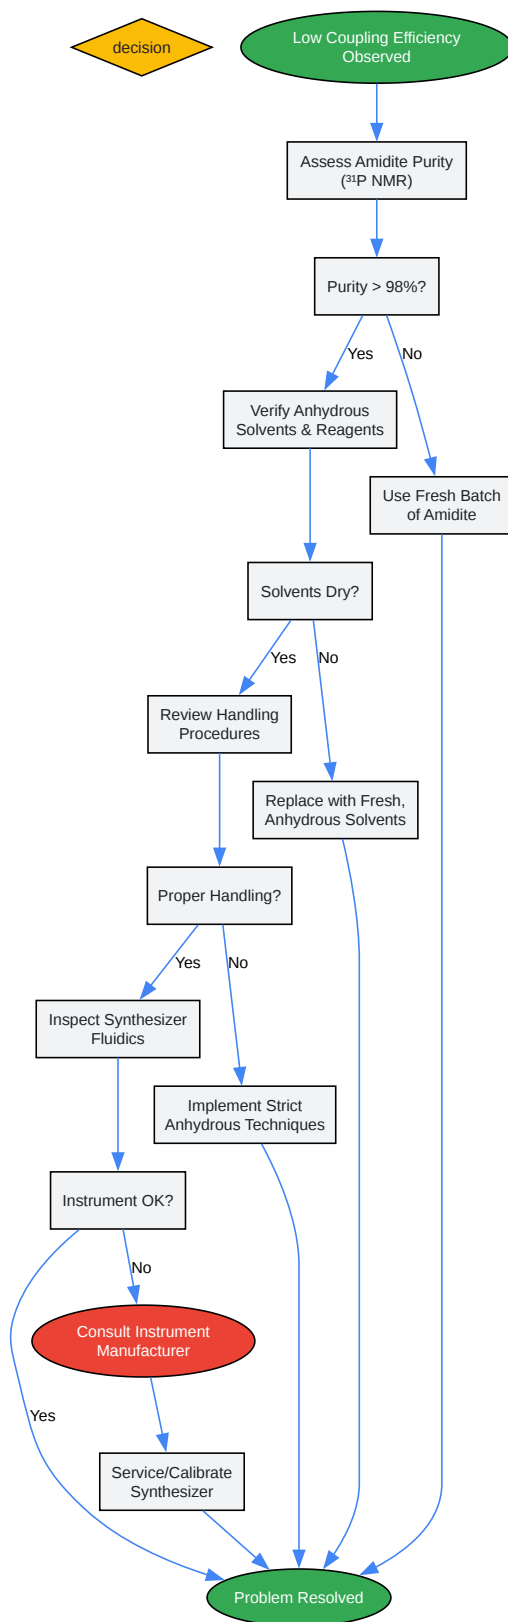 decision
Low Coupling Efficiency
Observed
Assess Amidite Purity
(³¹P NMR)
Purity > 98%?
Yes
No
Verify Anhydrous
Solvents & Reagents
Use Fresh Batch
of Amidite
Solvents Dry?
Yes
No
Review Handling
Procedures
Replace with Fresh,
Anhydrous Solvents
Proper Handling?
Yes
No
Inspect Synthesizer
Fluidics
Implement Strict
Anhydrous Techniques
Instrument OK?
No
Consult Instrument
Manufacturer
Yes
Service/Calibrate
Synthesizer
Problem Resolved